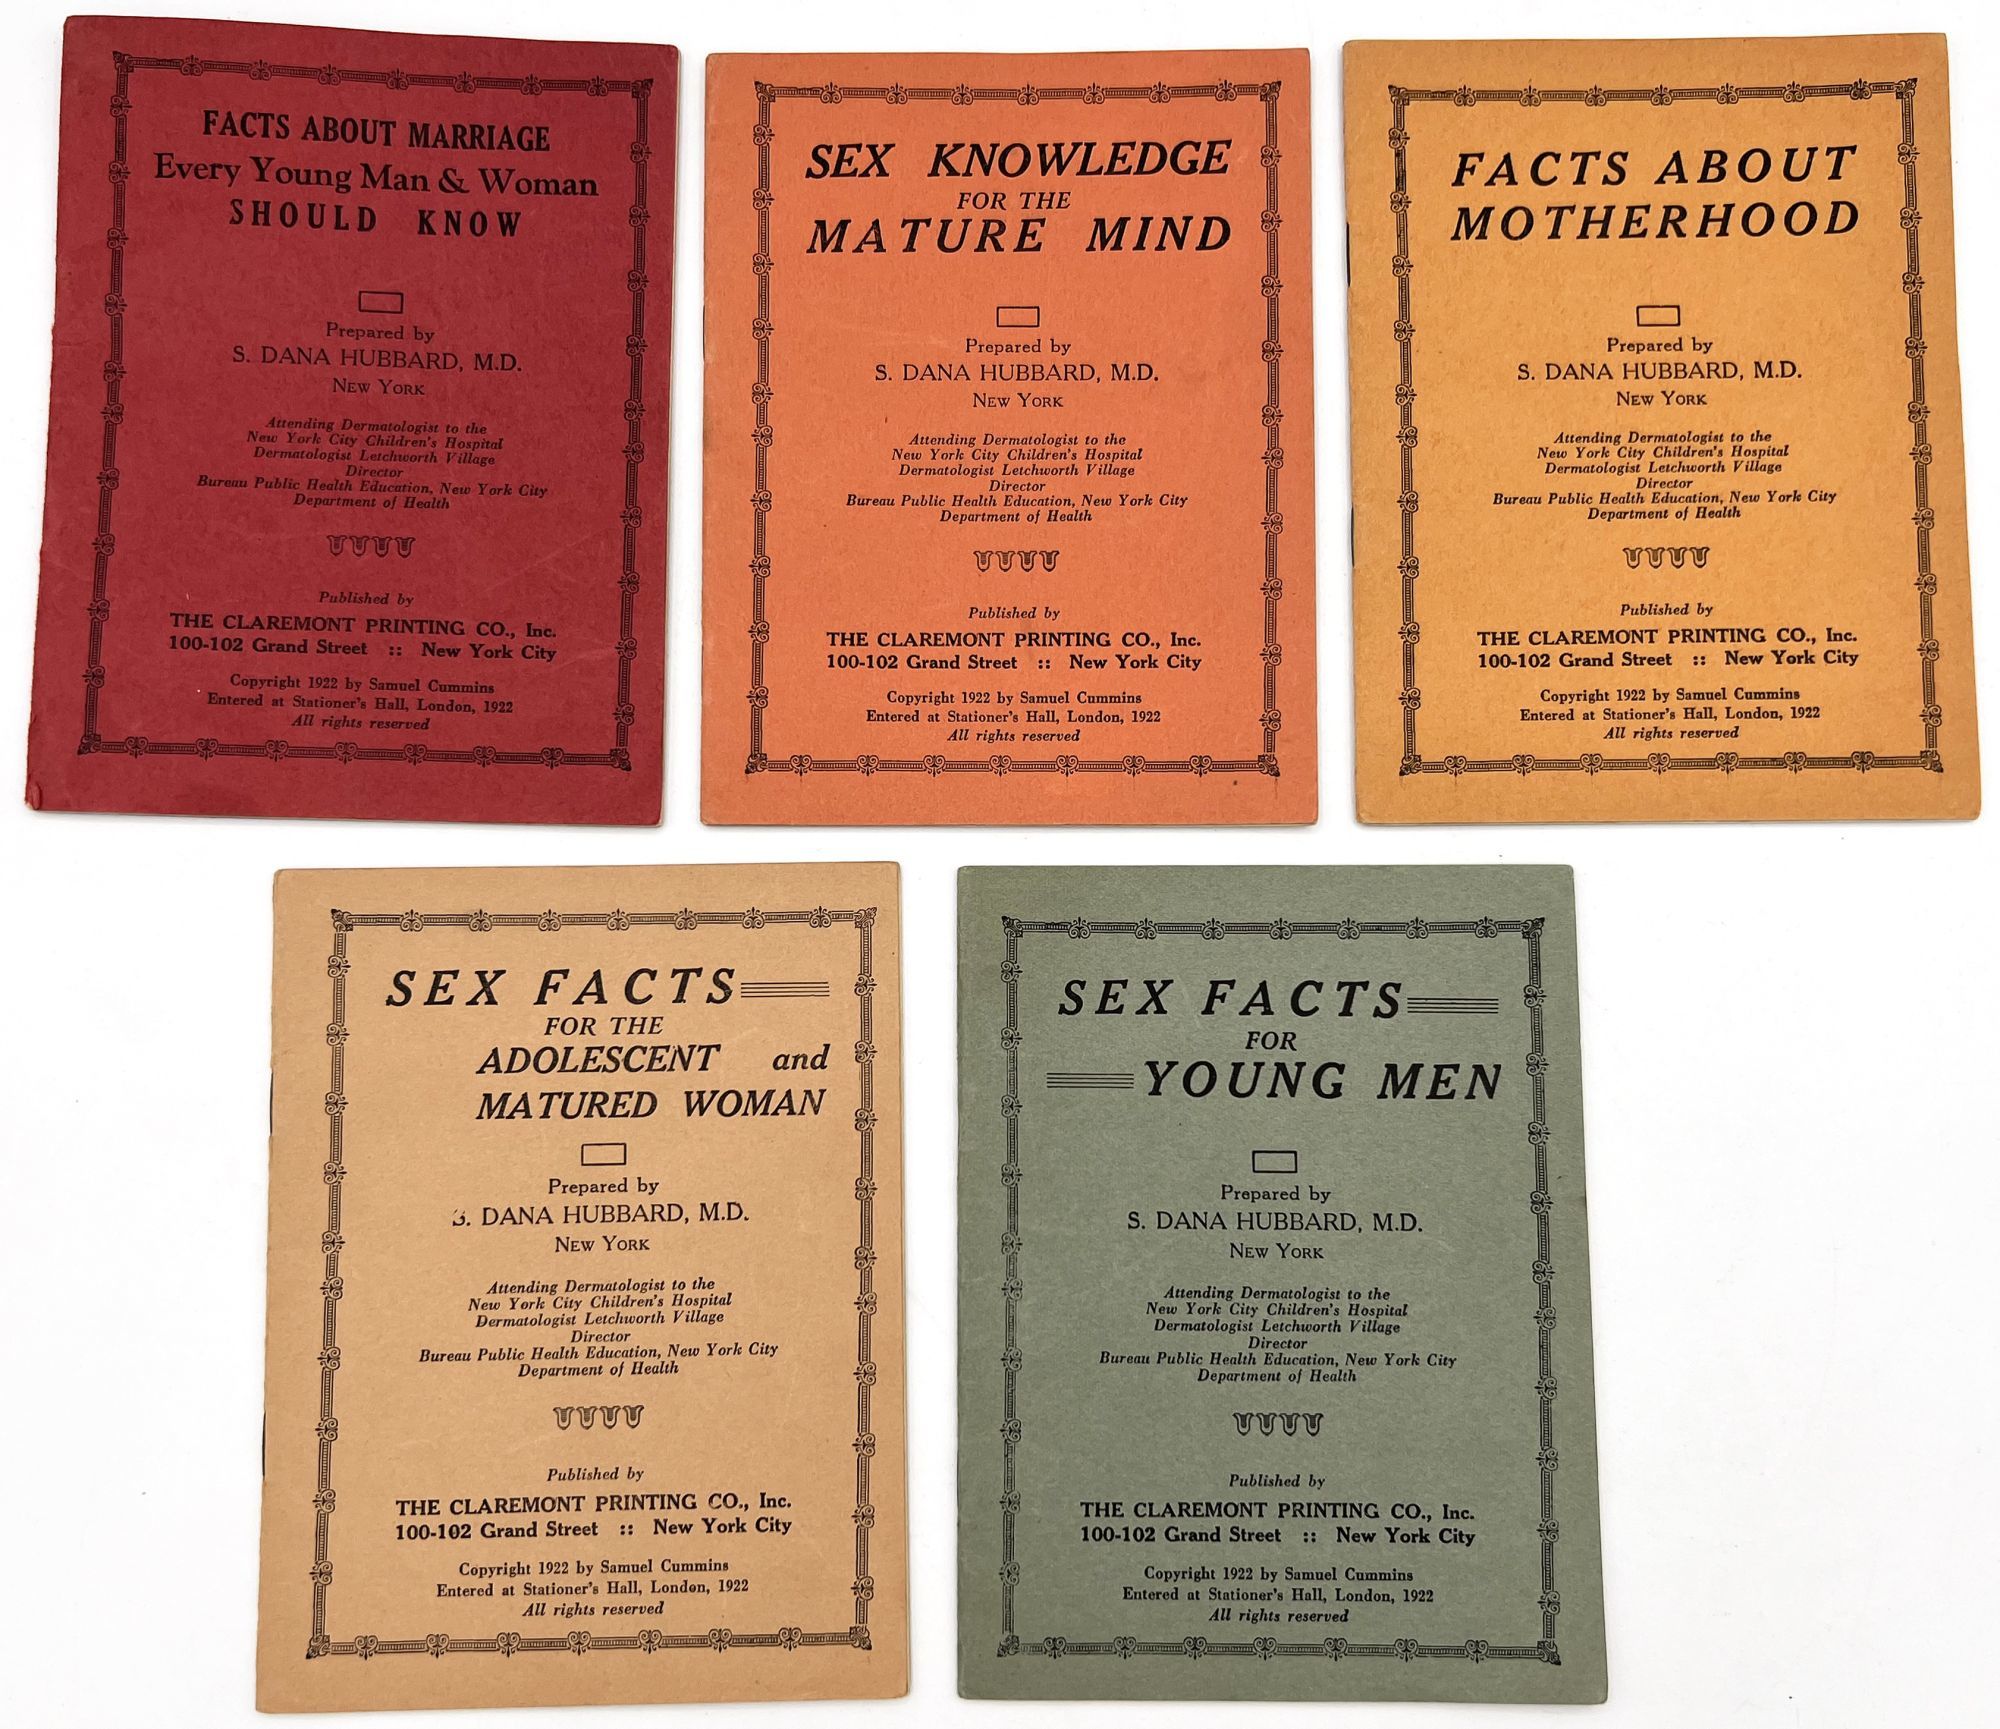 FACTS ABOUT MARRIAGE
Every Young Man & Woman
SHOULD KNOW
Prepared by
S. DANA HUBBARD, M.D.
NEW YORK
Attending Dermatologist to the
New York City Children's Hospital
Dermatologist Letchworth Village
Director
Bureau Public Health Education, New York City
Department of Health
Published by
THE CLAREMONT PRINTING CO., Inc.
100-102 Grand Street :: New York City
Copyright 1922 by Samuel Cummins
Entered at Stationer's Hall, London, 1922
All rights reserved
SEX KNOWLEDGE
FOR THE
MATURE MIND
Prepared by
S. DANA HUBBARD, M.D.
NEW YORK
Attending Dermatologist to the
New York City Children's Hospital
Dermatologist Letchworth Village
Director
Bureau Public Health Education, New York City
Department of Health
Published by
THE CLAREMONT PRINTING CO., Inc.
100-102 Grand Street :: New York City
Copyright 1922 by Samuel Cummins
Entered at Stationer's Hall, London, 1922
All rights reserved
FACTS ABOUT
MOTHERHOOD
Prepared by
S. DANA HUBBARD, M.D.
NEW YORK
Attending Dermatologist to the
New York City Children's Hospital
Dermatologist Letchworth Village
Director
Bureau Public Health Education, New York City
Department of Health
Published by
THE CLAREMONT PRINTING CO., Inc.
100-102 Grand Street :: New York City
Copyright 1922 by Samuel Cummins
Entered at Stationer's Hall, London, 1922
All rights reserved
SEX FACTS
FOR THE
ADOLESCENT and
MATURED WOMAN
Prepared by
S. DANA HUBBARD, M.D.
NEW YORK
Attending Dermatologist to the
New York City Children's Hospital
Dermatologist Letchworth Village
Director
Bureau Public Health Education, New York City
Department of Health
Published by
THE CLAREMONT PRINTING CO., Inc.
100-102 Grand Street :: New York City
Copyright 1922 by Samuel Cummins
Entered at Stationer's Hall, London, 1922
All rights reserved
SEX FACTS
FOR
YOUNG MEN
Prepared by
S. DANA HUBBARD, M.D.
NEW YORK
Attending Dermatologist to the
New York City Children's Hospital
Dermatologist Letchworth Village
Director
Bureau Public Health Education, New York City
Department of Health
Published by
THE CLAREMONT PRINTING CO., Inc.
100-102 Grand Street :: New York City
Copyright 1922 by Samuel Cummins
Entered at Stationer's Hall, London, 1922
All rights reserved